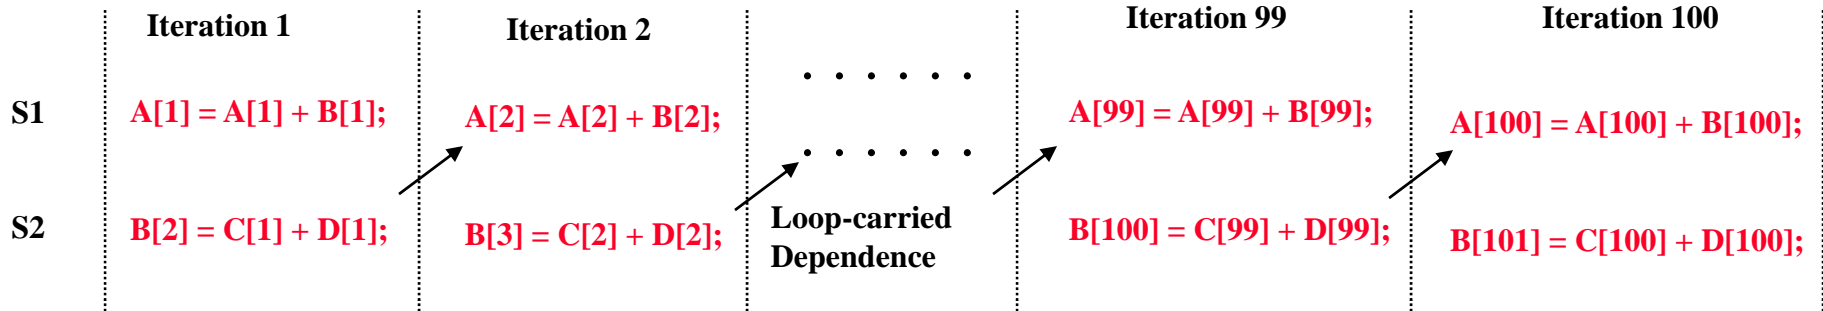 Iteration 1 Iteration 2 Iteration 99 Iteration 100
. . . . . .
S1 A[1] = A[1] + B[1]; A[2] = A[2] + B[2]; A[99] = A[99] + B[99]; A[100] = A[100] + B[100];
. . . . . .
S2 B[2] = C[1] + D[1]; B[3] = C[2] + D[2]; Loop-carried B[100] = C[99] + D[99]; B[101] = C[100] + D[100];
Dependence